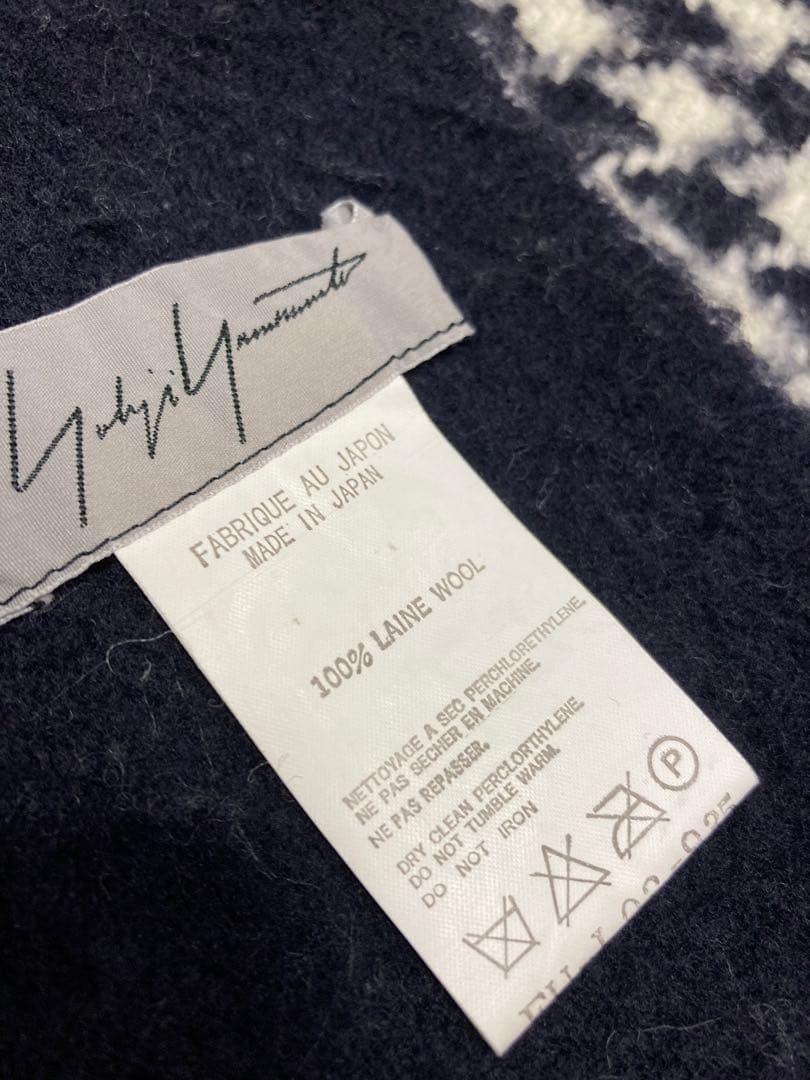 Yohji Yamamoto
FABRIQUE AU JAPON
MADE IN JAPAN
100% LAINE WOOL
NETTOYAGE A SEC PERCHLORETHYLENE.
NE PAS SECHER EN MACHINE.
NE PAS REPASSER.
DRY CLEAN PERCLORTHYLENE
DO NOT TUMBLE WARM.
DO NOT IRON
P